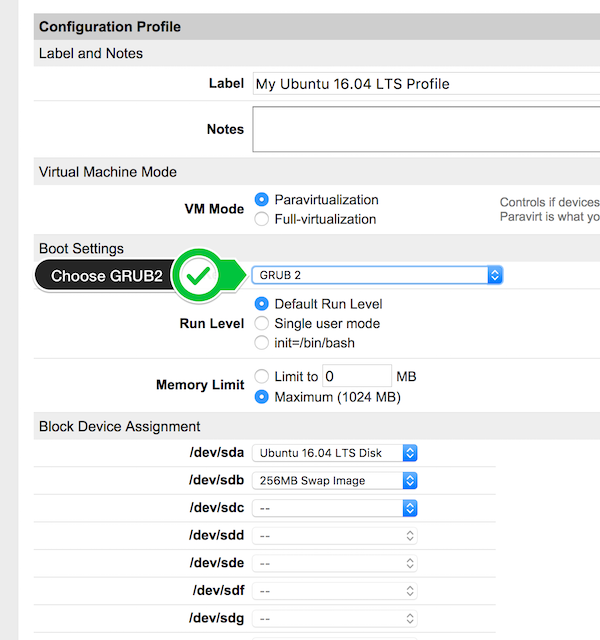 Configuration Profile
Label and Notes
Label My Ubuntu 16.04 LTS Profile
Notes
Virtual Machine Mode
VM Mode Paravirtualization
Full-virtualization
Controls if devices
Paravirt is what yo
Boot Settings
Choose GRUB2 GRUB 2
Run Level Default Run Level
Single user mode
init=/bin/bash
Memory Limit Limit to 0 MB
Maximum (1024 MB)
Block Device Assignment
/dev/sda Ubuntu 16.04 LTS Disk
/dev/sdb 256MB Swap Image
/dev/sdc --
/dev/sdd --
/dev/sde --
/dev/sdf --
/dev/sdg --